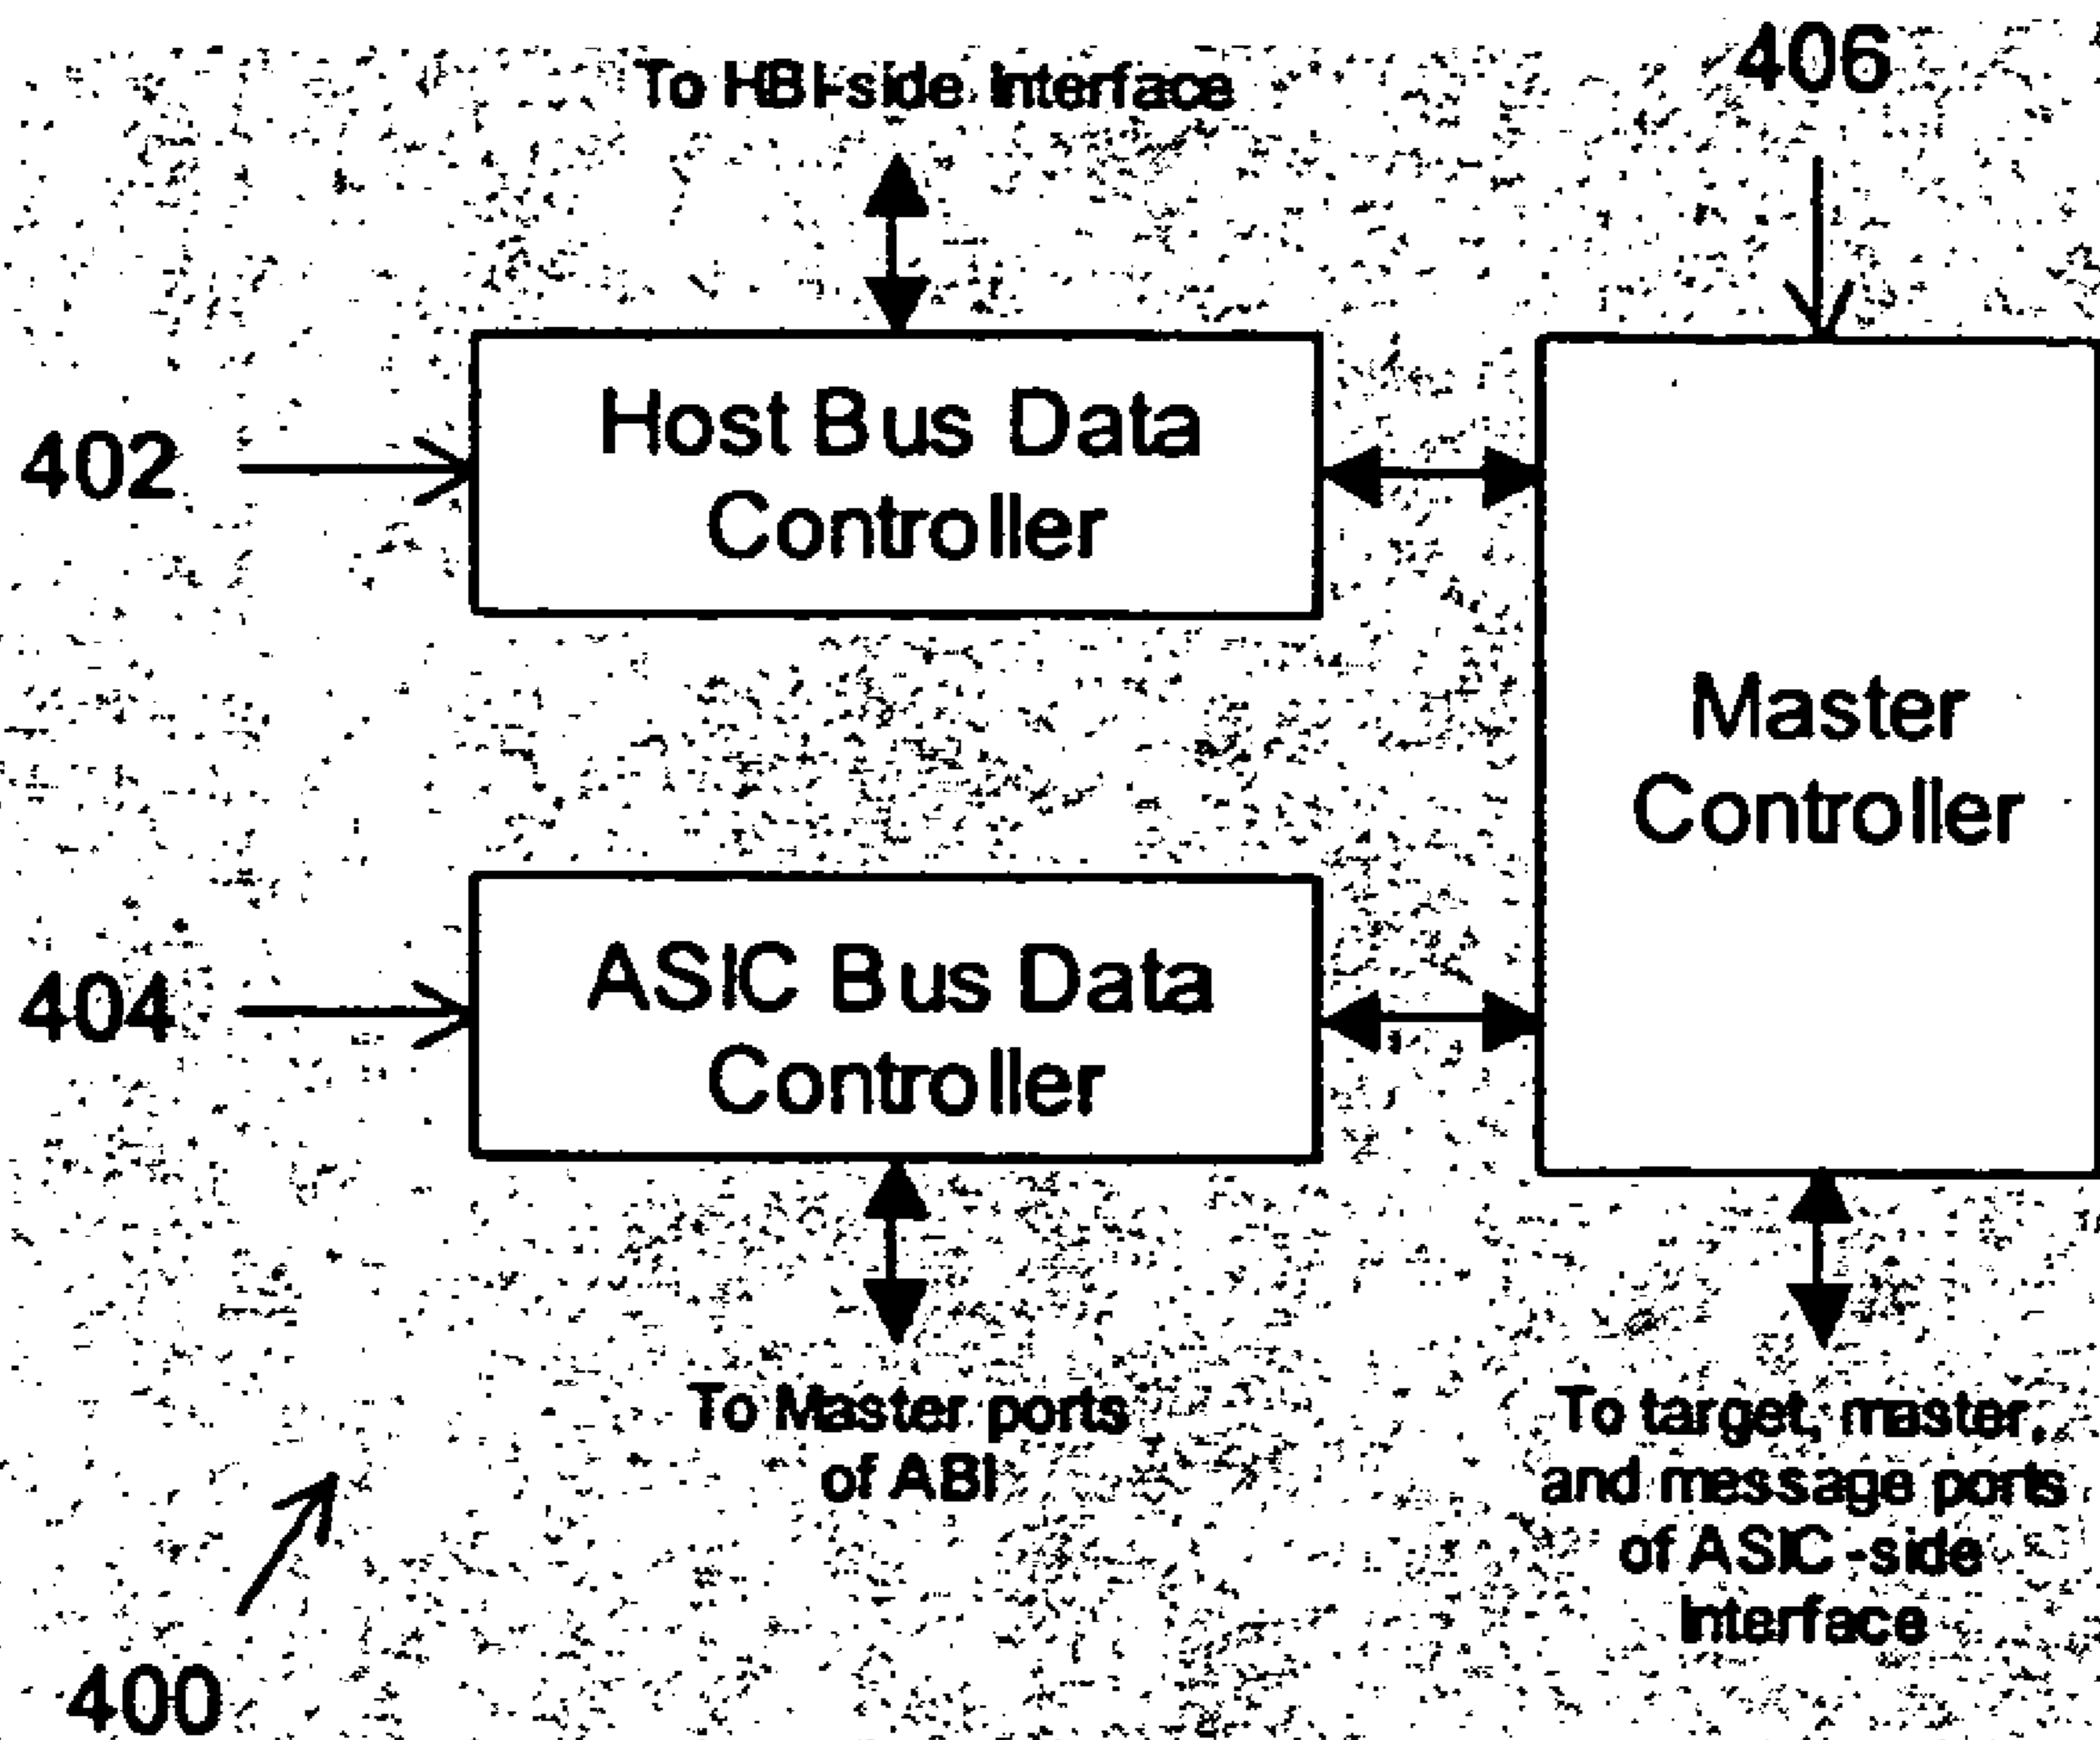 406
To HBI-side interface
402
Host Bus Data
Controller
Master
Controller
404
ASIC Bus Data
Controller
To Master ports
of ABI
To target, master,
and message ports
of ASIC-side
interface
400